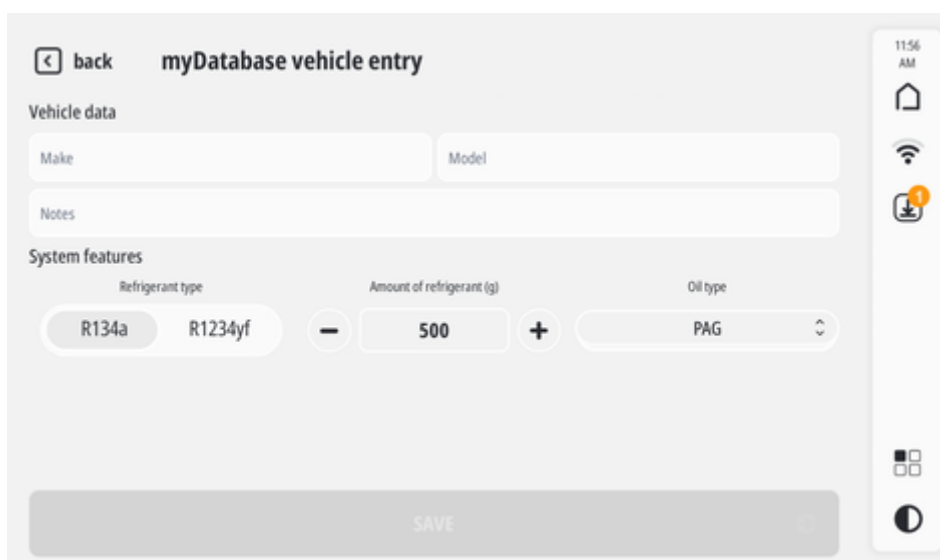 back myDatabase vehicle entry
11:56
AM
Vehicle data
Make Model
Notes
1
System features
Refrigerant type Amount of refrigerant (g) Oil type
R134a R1234yf − 500 + PAG
SAVE